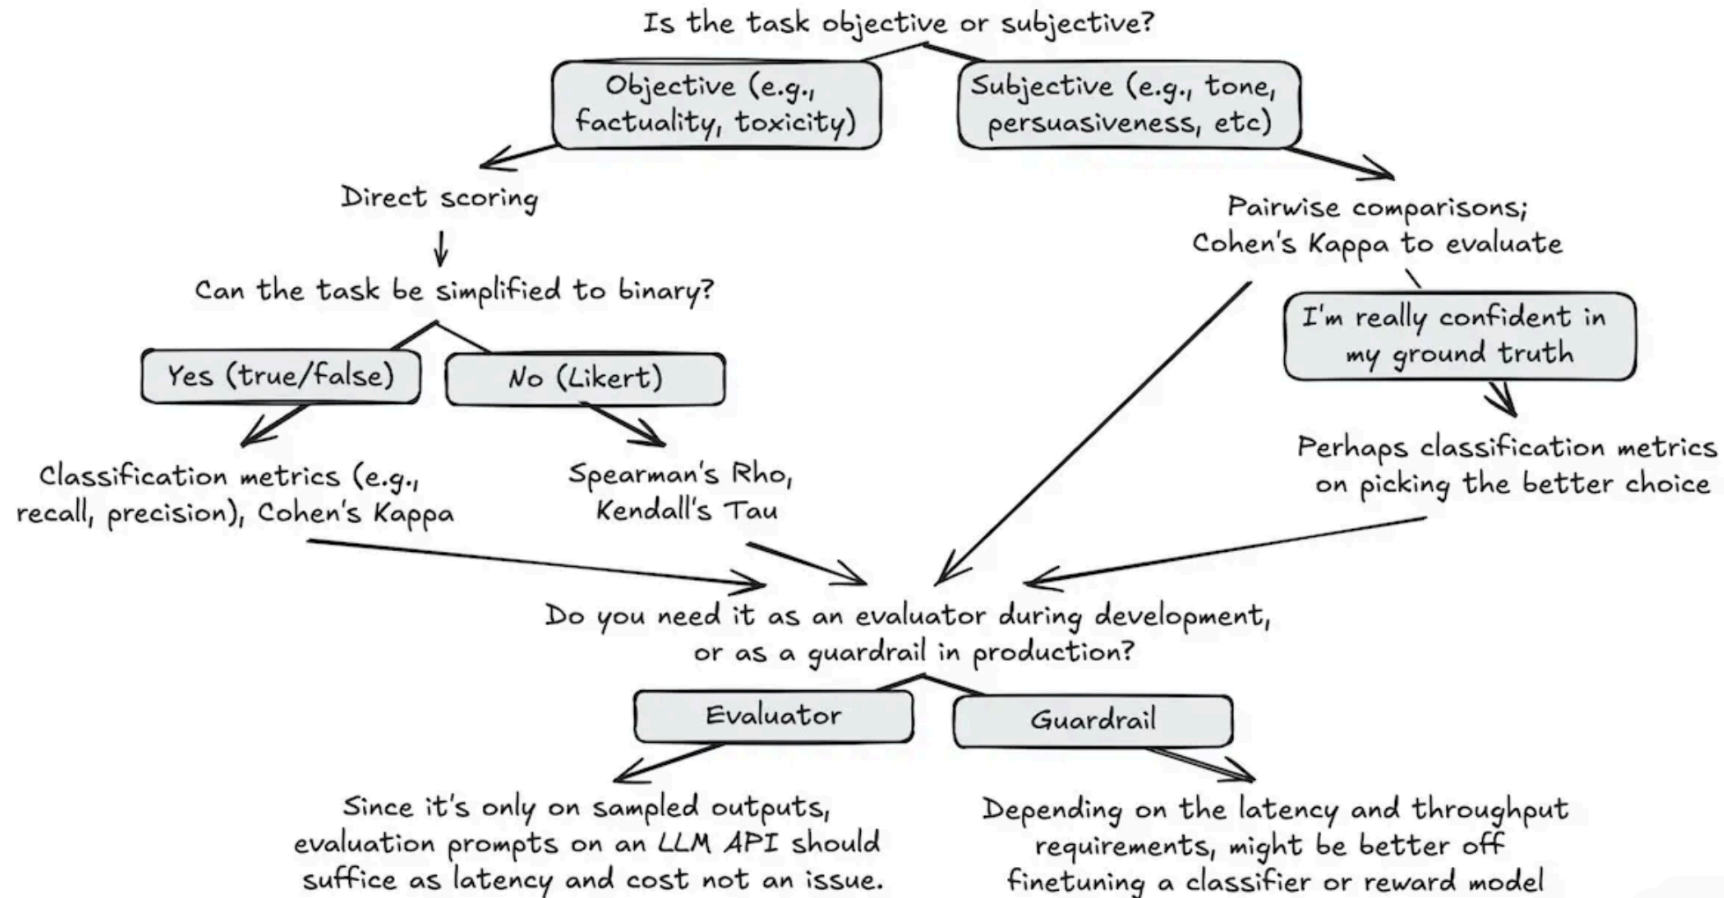 Is the task objective or subjective?
Objective (e.g.,
factuality, toxicity)
Subjective (e.g., tone,
persuasiveness, etc)
Direct scoring
Pairwise comparisons;
Cohen's Kappa to evaluate
Can the task be simplified to binary?
I'm really confident in
my ground truth
Yes (true/false)
No (Likert)
Classification metrics (e.g.,
recall, precision), Cohen's Kappa
Spearman's Rho,
Kendall's Tau
Perhaps classification metrics
on picking the better choice
Do you need it as an evaluator during development,
or as a guardrail in production?
Evaluator
Guardrail
Since it's only on sampled outputs,
evaluation prompts on an LLM API should
suffice as latency and cost not an issue.
Depending on the latency and throughput
requirements, might be better off
finetuning a classifier or reward model